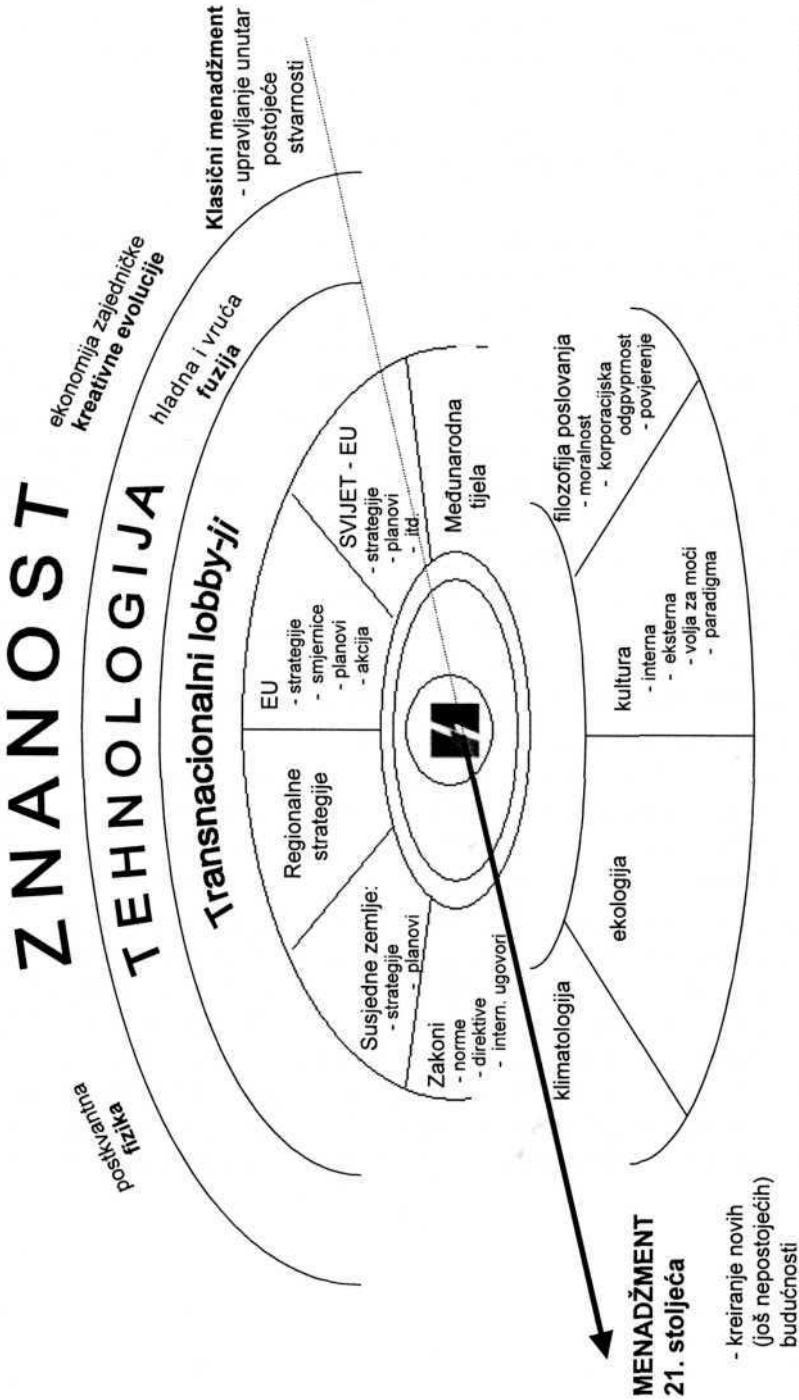 ZNANOST
ekonomija zajedničke
kreativne evolucije
Postkvantna
fizika
TEHNOLOGIJA
hladna i vruća
fuzija
Klasični menadžment
- upravljanje unutar
postojeće
stvarnosti
Transnacionalni lobby-ji
Zakoni
- norme
- direktive
- intern. ugovori
Susjedne zemlje:
- strategije
- planovi
Regionalne
strategije
EU
- strategije
- smjernice
- planovi
- akcija
SVIJET - EU
- strategije
- planovi
- itd.
Međunarodna
tijela
klimatologija
ekologija
kultura
- interna
- eksterna
- volja za moći
- paradigma
filozofija poslovanja
- moralnost
- korporacijska
odgpvprnost
- povjerenje
MENADŽMENT
21. stoljeća
- kreiranje novih
(još nepostojećih)
budućnosti